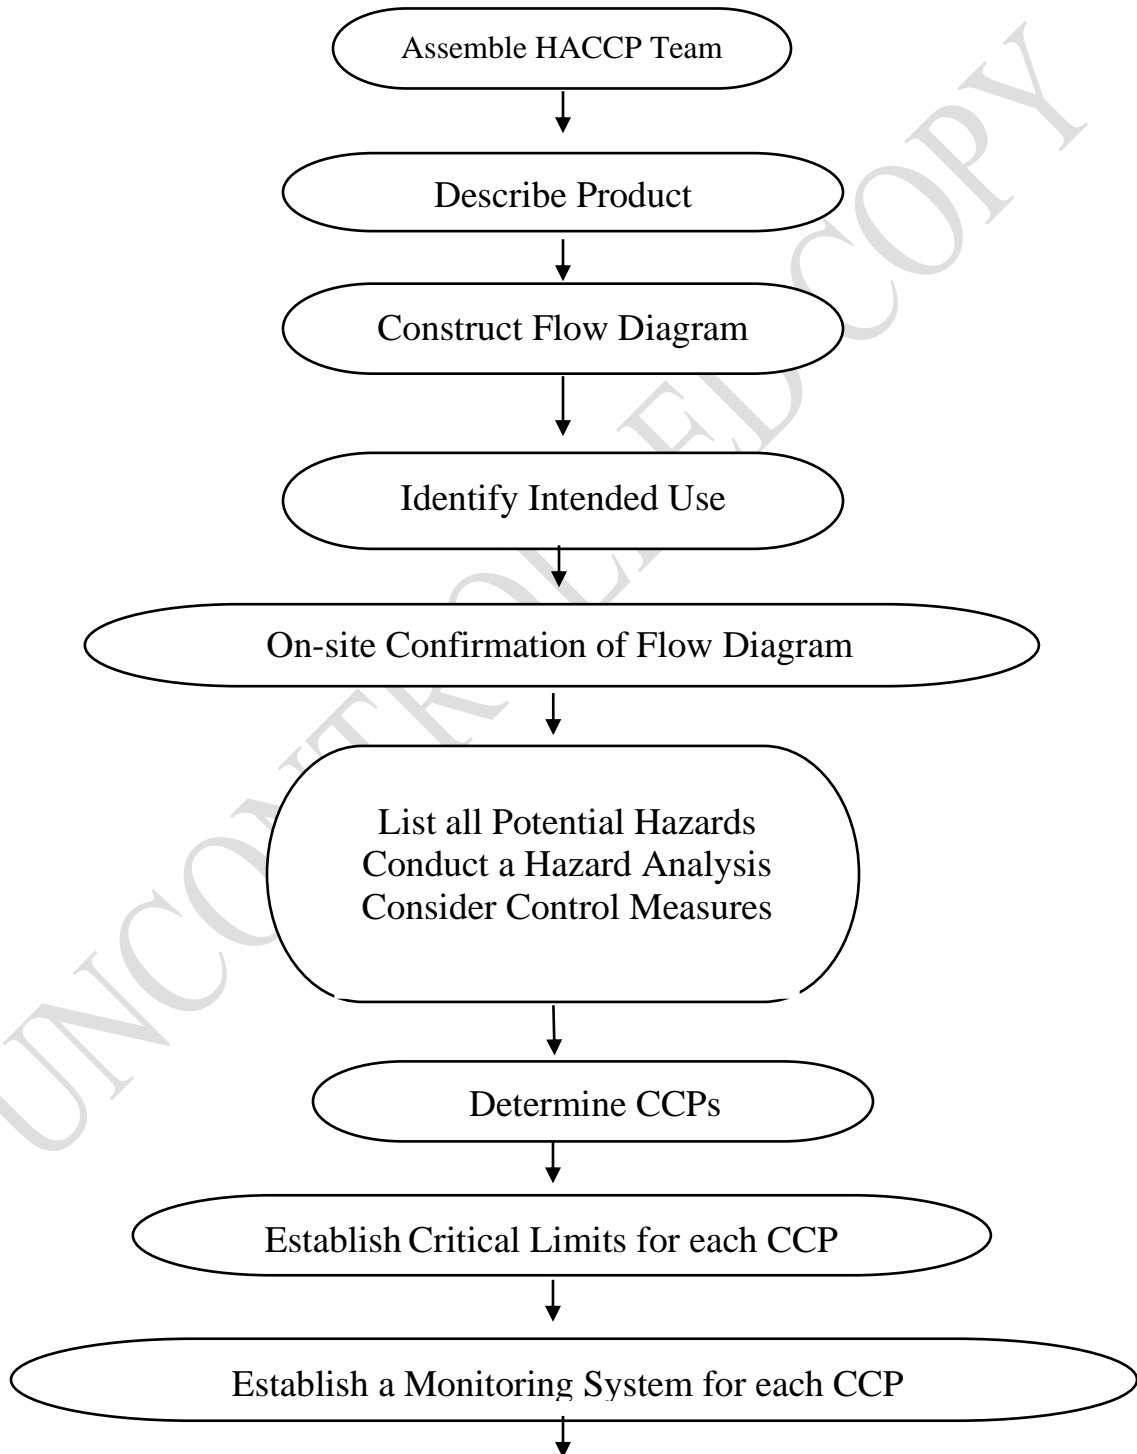 Assemble HACCP Team
Describe Product
Construct Flow Diagram
Identify Intended Use
On-site Confirmation of Flow Diagram
List all Potential Hazards
Conduct a Hazard Analysis
Consider Control Measures
Determine CCPs
Establish Critical Limits for each CCP
Establish a Monitoring System for each CCP
UNCONTROLLED COPY